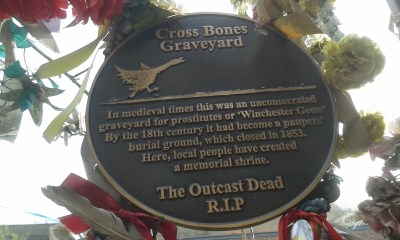 Cross Bones
Graveyard
In medieval times this was an unconsecrated
graveyard for prostitutes or 'Winchester Geese'
By the 18th century it had become a paupers'
burial ground, which closed in 1853.
Here, local people have created
a memorial shrine.
The Outcast Dead
R.I.P